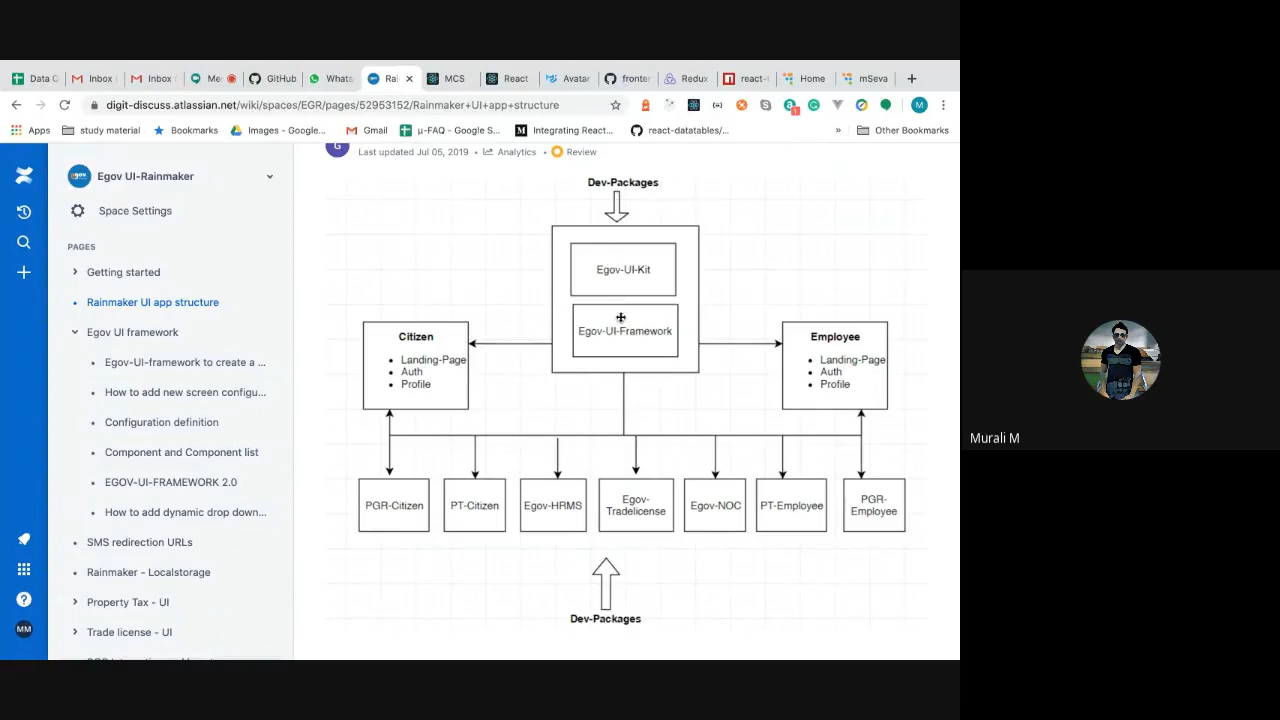 Data C
Inbox (
Inbox (
Me
GitHub
Whats
Rai
MCS
React
Avatar
fronter
Redux
react-t
Home
mSeva
digit-discuss.atlassian.net/wiki/spaces/EGR/pages/52953152/Rainmaker+UI+app+structure
M
Apps
study material
Bookmarks
Images - Google...
Gmail
µ-FAQ - Google S...
Integrating Reac...
react-datatables/...
»
Other Bookmarks
G
Last updated Jul 05, 2019 • Analytics • Review
Egov UI-Rainmaker
Space Settings
PAGES
Getting started
Rainmaker UI app structure
Egov UI framework
Egov-UI-framework to create a ...
How to add new screen configu...
Configuration definition
Component and Component list
EGOV-UI-FRAMEWORK 2.0
How to add dynamic drop down...
SMS redirection URLs
Rainmaker - Localstorage
Property Tax - UI
Trade license - UI
MM
Dev-Packages
Egov-UI-Kit
Egov-UI-Framework
Citizen
• Landing-Page
• Auth
• Profile
Employee
• Landing-Page
• Auth
• Profile
PGR-Citizen
PT-Citizen
Egov-HRMS
Egov-
Tradelicense
Egov-NOC
PT-Employee
PGR-
Employee
Dev-Packages
Murali M